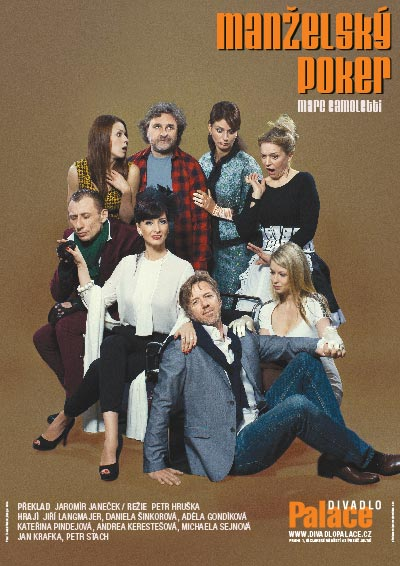 manželský
poker
marc camoletti
PŘEKLAD JAROMÍR JANEČEK / REŽIE PETR HRUŠKA
HRAJÍ JIŘÍ LANGMAJER, DANIELA ŠINKOROVÁ, ADÉLA GONDÍKOVÁ
KATEŘINA PINDEJOVÁ, ANDREA KERESTEŠOVÁ, MICHAELA SEJNOVÁ
JAN KRAFKA, PETR STACH
DIVADLO
Palace
WWW.DIVADLOPALACE.CZ